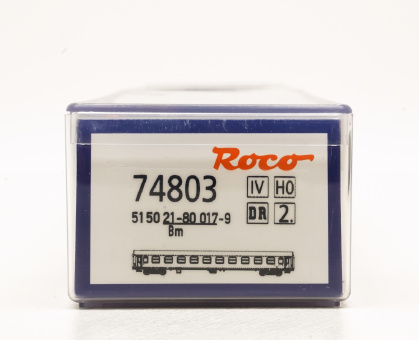 Roco
74803 IV H0
51 50 21-80 017-9 DR 2.
Bm